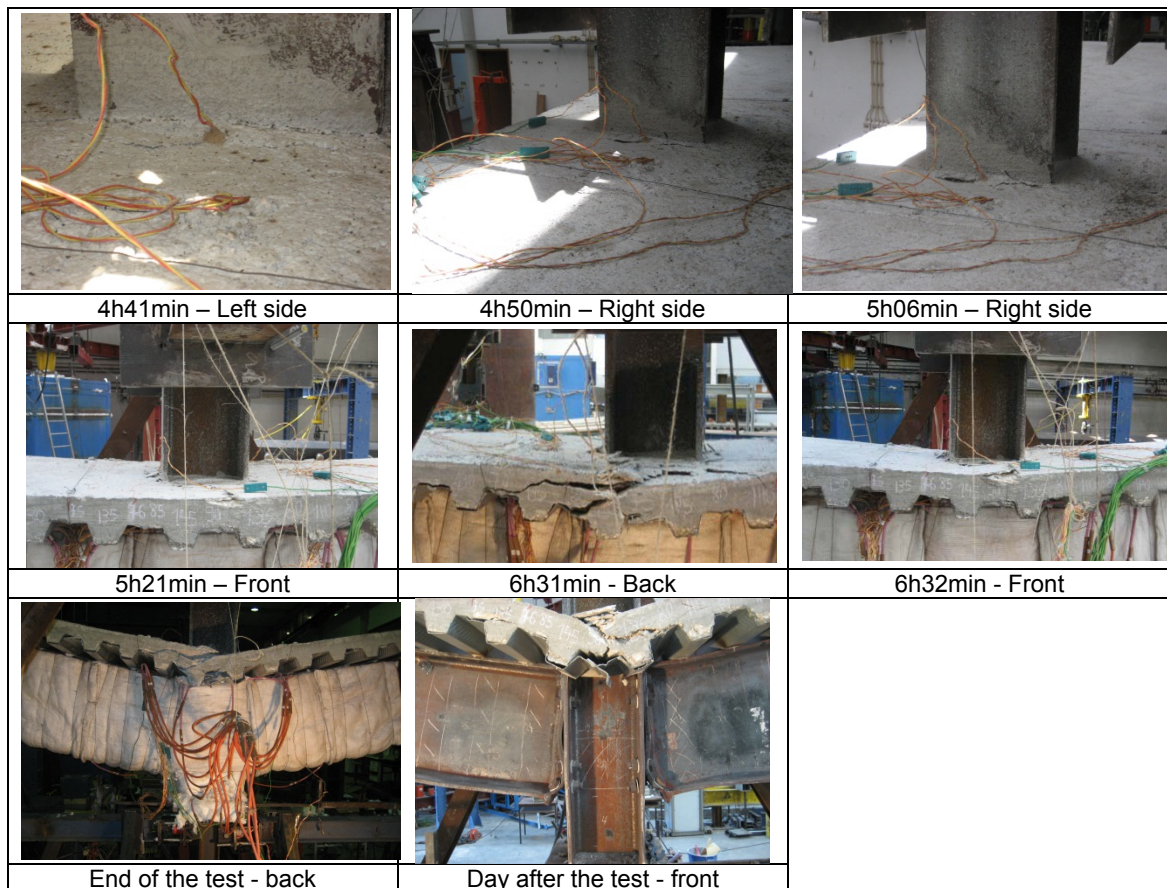 4h41min – Left side
4h50min – Right side
5h06min – Right side
5h21min – Front
6h31min - Back
6h32min - Front
135
End of the test - back
Day after the test - front